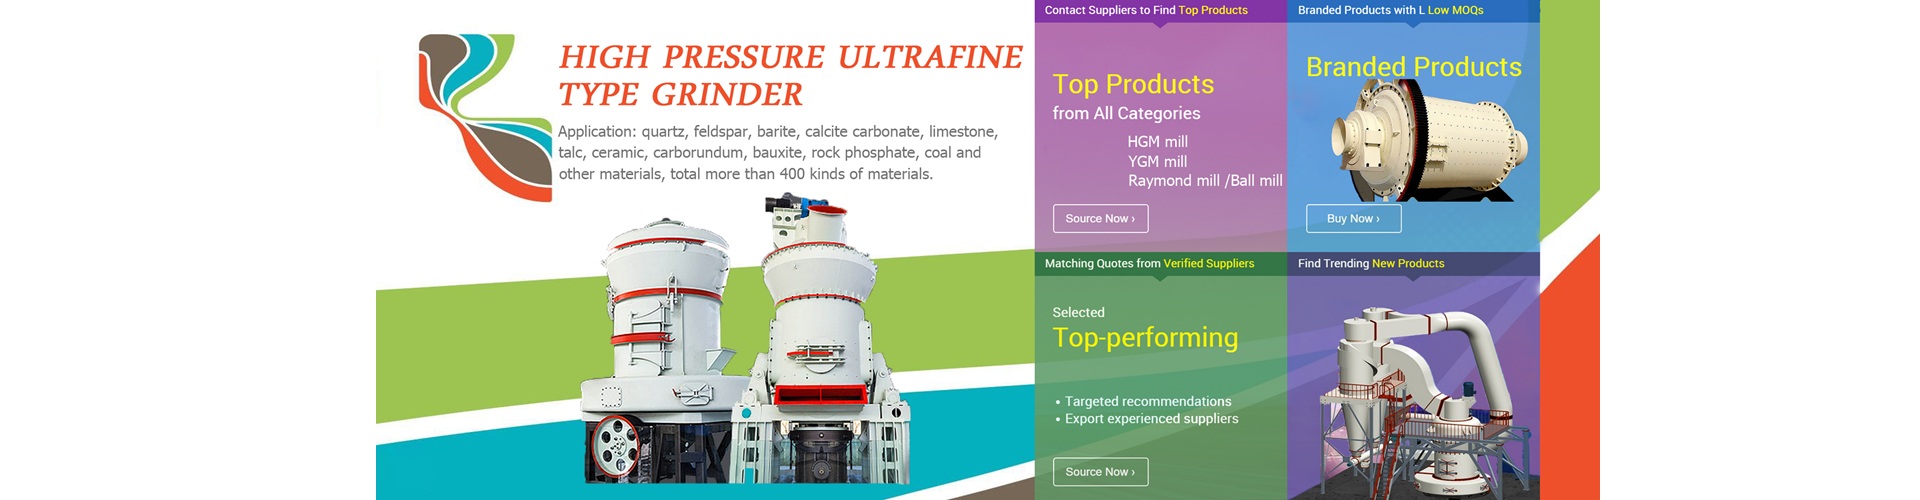 HIGH PRESSURE ULTRAFINE
TYPE GRINDER
Application: quartz, feldspar, barite, calcite carbonate, limestone,
talc, ceramic, carborundum, bauxite, rock phosphate, coal and
other materials, total more than 400 kinds of materials.
Contact Suppliers to Find Top Products
Top Products
from All Categories
HGM mill
YGM mill
Raymond mill /Ball mill
Source Now ›
Branded Products with L Low MOQs
Branded Products
Buy Now ›
Matching Quotes from Verified Suppliers
Selected
Top-performing
• Targeted recommendations
• Export experienced suppliers
Source Now ›
Find Trending New Products